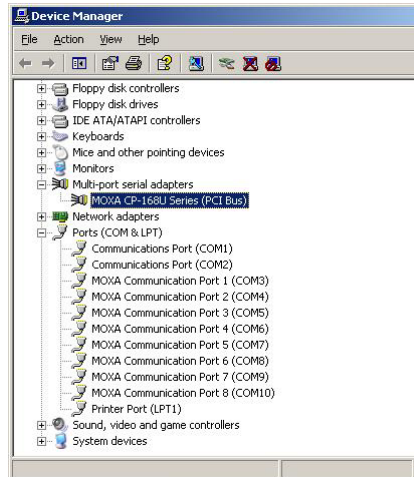 Device Manager
File Action View Help
Floppy disk controllers
Floppy disk drives
IDE ATA/ATAPI controllers
Keyboards
Mice and other pointing devices
Monitors
Multi-port serial adapters
MOXA CP-168U Series (PCI Bus)
Network adapters
Ports (COM & LPT)
Communications Port (COM1)
Communications Port (COM2)
MOXA Communication Port 1 (COM3)
MOXA Communication Port 2 (COM4)
MOXA Communication Port 3 (COM5)
MOXA Communication Port 4 (COM6)
MOXA Communication Port 5 (COM7)
MOXA Communication Port 6 (COM8)
MOXA Communication Port 7 (COM9)
MOXA Communication Port 8 (COM10)
Printer Port (LPT1)
Sound, video and game controllers
System devices